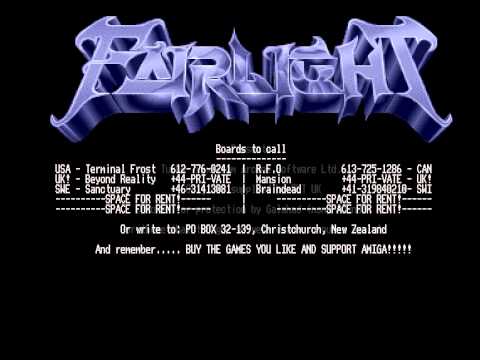 FAIRLIGHT
Boards to call
--------------
USA - Terminal Frost 612-776-0241 | R.F.O 613-725-1286 - CAN
UK! - Beyond Reality +44-PRI-VATE | Mansion +44-PRI-VATE - UK!
SWE - Sanctuary +46-31413081 | Braindead +41-319840210 - SWI
----------SPACE FOR RENT!---------- | ----------SPACE FOR RENT!----------
----------SPACE FOR RENT!---------- | ----------SPACE FOR RENT!----------
Or write to: PO BOX 32-139, Christchurch, New Zealand
And remember..... BUY THE GAMES YOU LIKE AND SUPPORT AMIGA!!!!!